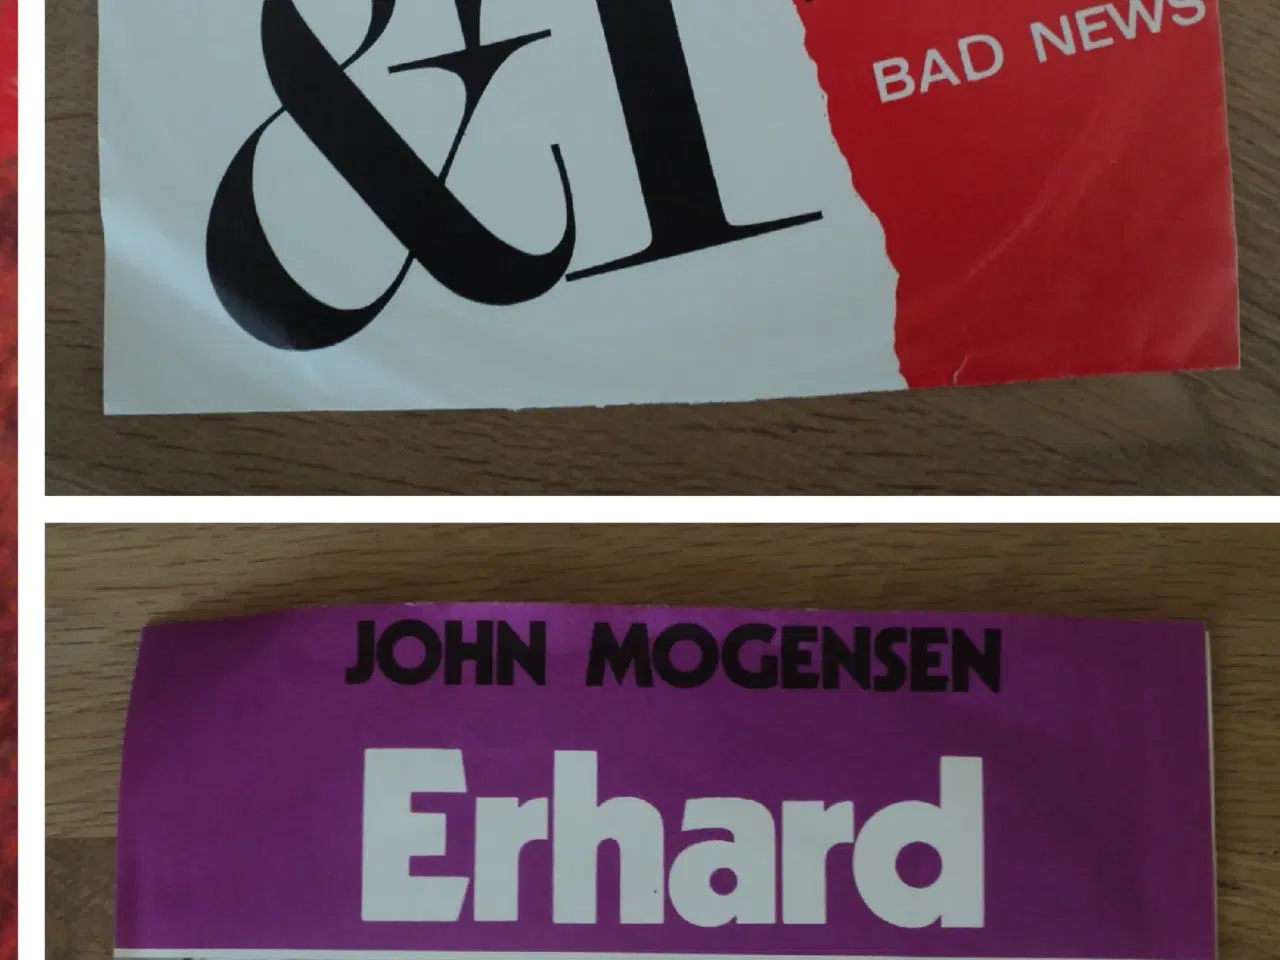 BAD NEWS
&I
JOHN MOGENSEN
Erhard